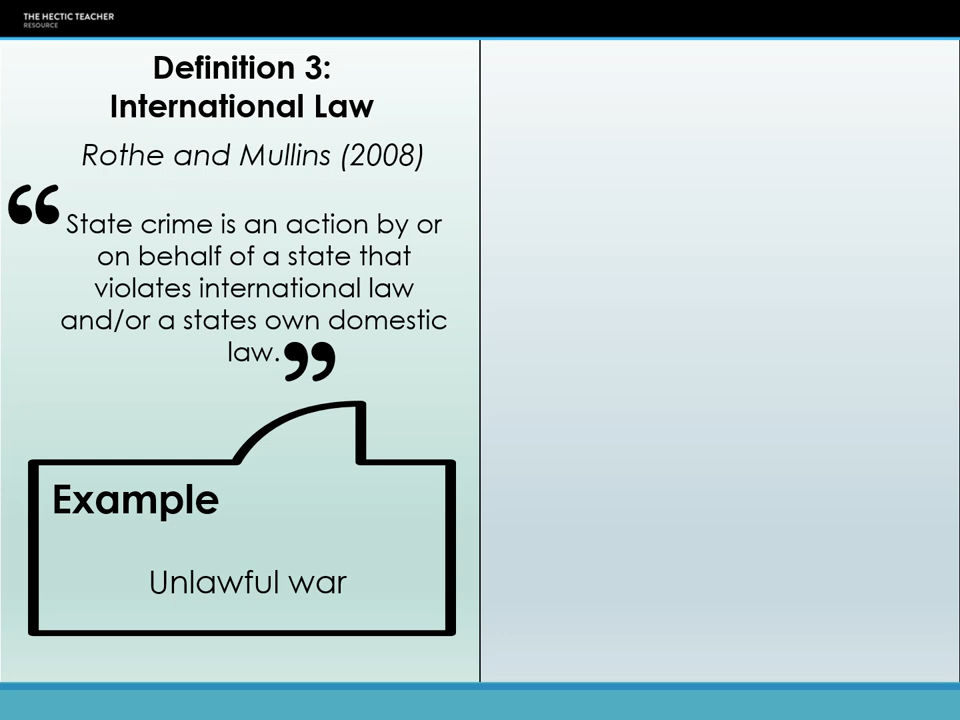 THE HECTIC TEACHER
RESOURCE
Definition 3:
International Law
Rothe and Mullins (2008)
“
State crime is an action by or
on behalf of a state that
violates international law
and/or a states own domestic
law.”
Example
Unlawful war